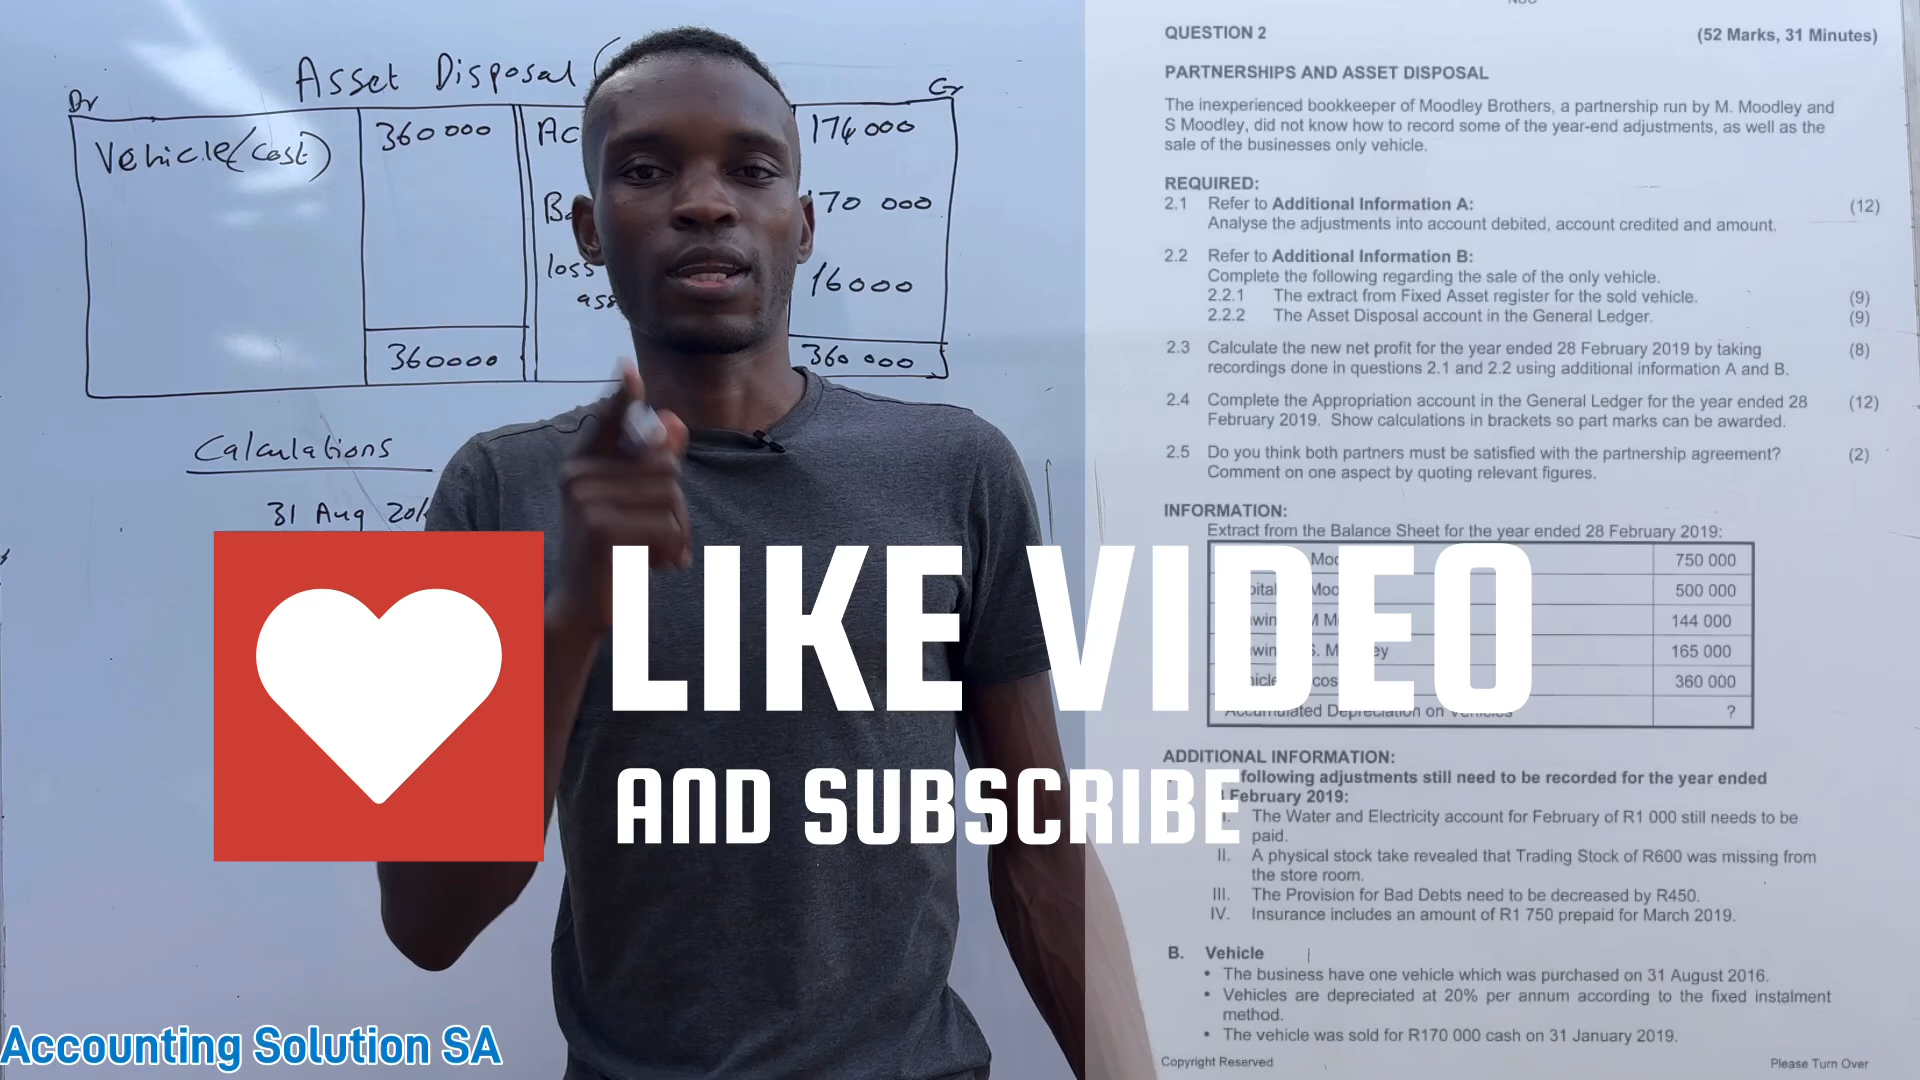 Asset Disposal (
Dr
Cr
Vehicle (cost)
360 000
Ac
174 000
Ba
170 000
loss
ass
16000
360000
360 000
Calculations
31 Aug 201
LIKE VIDEO
AND SUBSCRIBE
Accounting Solution SA
QUESTION 2
(52 Marks, 31 Minutes)
PARTNERSHIPS AND ASSET DISPOSAL
The inexperienced bookkeeper of Moodley Brothers, a partnership run by M. Moodley and
S Moodley, did not know how to record some of the year-end adjustments, as well as the
sale of the businesses only vehicle.
REQUIRED:
2.1 Refer to Additional Information A: (12)
Analyse the adjustments into account debited, account credited and amount.
2.2 Refer to Additional Information B:
Complete the following regarding the sale of the only vehicle.
2.2.1 The extract from Fixed Asset register for the sold vehicle. (9)
2.2.2 The Asset Disposal account in the General Ledger. (9)
2.3 Calculate the new net profit for the year ended 28 February 2019 by taking (8)
recordings done in questions 2.1 and 2.2 using additional information A and B.
2.4 Complete the Appropriation account in the General Ledger for the year ended 28 (12)
February 2019. Show calculations in brackets so part marks can be awarded.
2.5 Do you think both partners must be satisfied with the partnership agreement? (2)
Comment on one aspect by quoting relevant figures.
INFORMATION:
Extract from the Balance Sheet for the year ended 28 February 2019:
Moo 750 000
pital Moo 500 000
awin M M 144 000
awin S. M ey 165 000
hicle cos 360 000
Accumulated Depreciation on Vehicles ?
ADDITIONAL INFORMATION:
following adjustments still need to be recorded for the year ended
February 2019:
I. The Water and Electricity account for February of R1 000 still needs to be
paid.
II. A physical stock take revealed that Trading Stock of R600 was missing from
the store room.
III. The Provision for Bad Debts need to be decreased by R450.
IV. Insurance includes an amount of R1 750 prepaid for March 2019.
B. Vehicle
• The business have one vehicle which was purchased on 31 August 2016.
• Vehicles are depreciated at 20% per annum according to the fixed instalment
method.
• The vehicle was sold for R170 000 cash on 31 January 2019.
Copyright Reserved
Please Turn Over